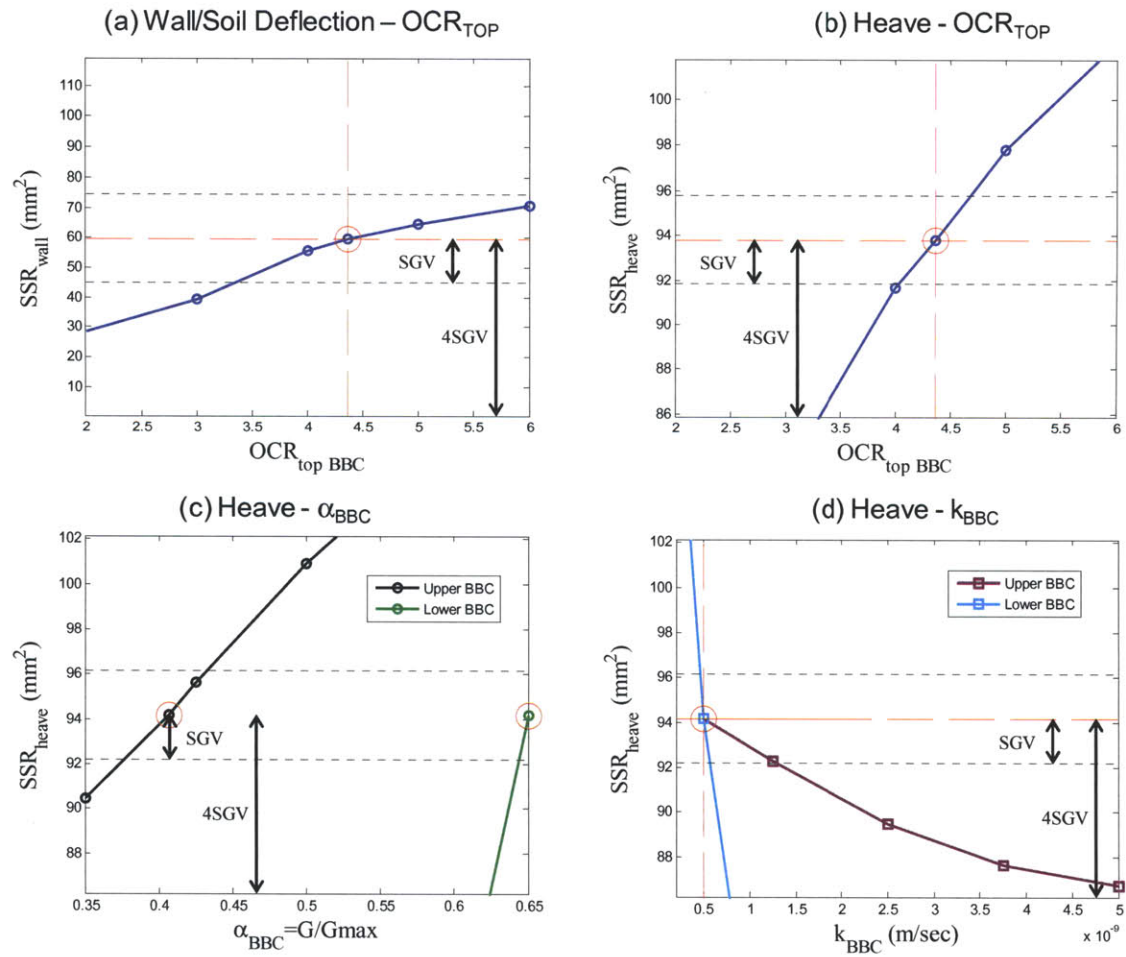 (a) Wall/Soil Deflection – OCR_TOP
SSR_wall (mm²)
110
100
90
80
70
60
50
40
30
20
10
SGV
4SGV
2 2.5 3 3.5 4 4.5 5 5.5 6
OCR_top BBC
(b) Heave - OCR_TOP
SSR_heave (mm²)
100
98
96
94
92
90
88
86
SGV
4SGV
2 2.5 3 3.5 4 4.5 5 5.5 6
OCR_top BBC
(c) Heave - α_BBC
SSR_heave (mm²)
102
100
98
96
94
92
90
88
Upper BBC
Lower BBC
SGV
4SGV
0.35 0.4 0.45 0.5 0.55 0.6 0.65
α_BBC=G/Gmax
(d) Heave - k_BBC
SSR_heave (mm²)
102
100
98
96
94
92
90
88
Upper BBC
Lower BBC
SGV
4SGV
0.5 1 1.5 2 2.5 3 3.5 4 4.5 5
k_BBC (m/sec)
x 10⁻⁹